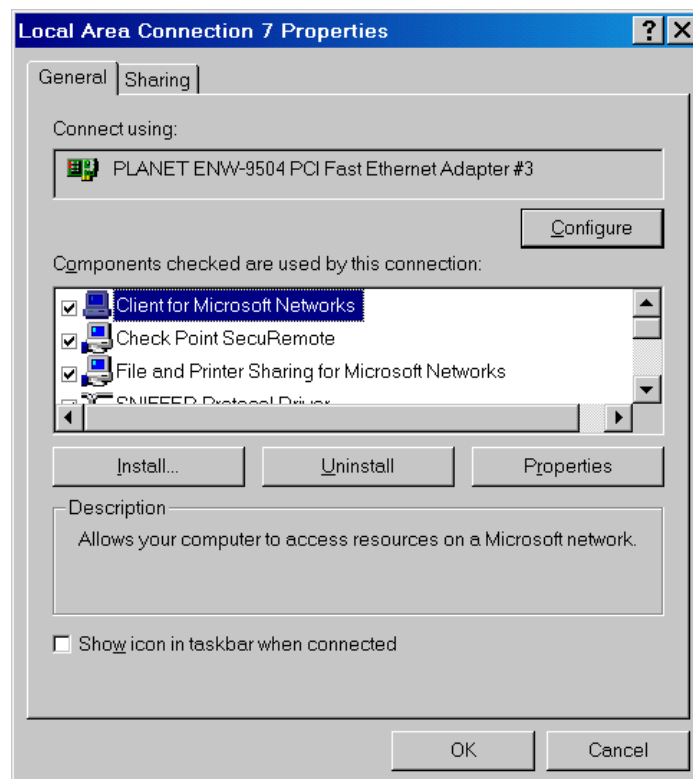 Local Area Connection 7 Properties
General Sharing
Connect using:
PLANET ENW-9504 PCI Fast Ethernet Adapter #3
Configure
Components checked are used by this connection:
Client for Microsoft Networks
Check Point SecuRemote
File and Printer Sharing for Microsoft Networks
SNIFFER Protocol Driver
Install... Uninstall Properties
Description
Allows your computer to access resources on a Microsoft network.
Show icon in taskbar when connected
OK Cancel